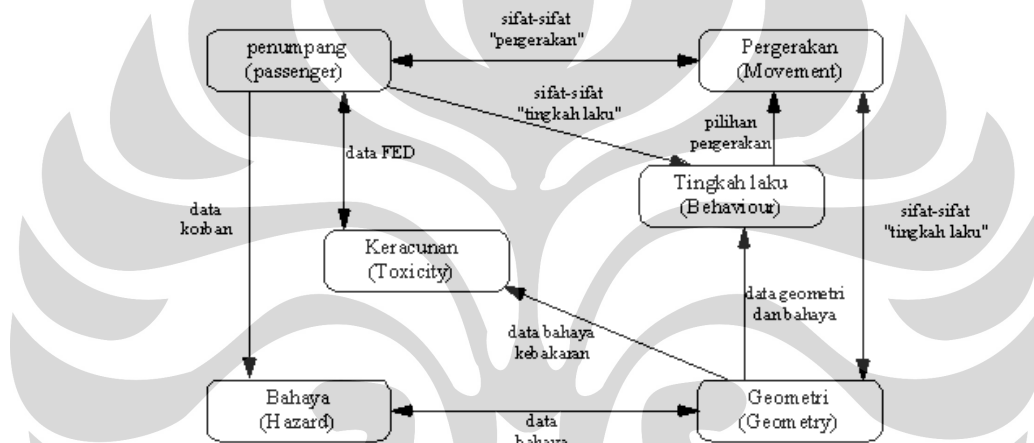 sifat-sifat
"pergerakan"
penumpang
(passenger)
Pergerakan
(Movement)
sifat-sifat
"tingkah laku"
pilihan
pergerakan
data FED
Tingkah laku
(Behaviour)
data
korban
sifat-sifat
"tingkah laku"
Keracunan
(Toxicity)
data geometri
dan bahaya
data bahaya
kebakaran
Bahaya
(Hazard)
Geometri
(Geometry)
data
bahaya